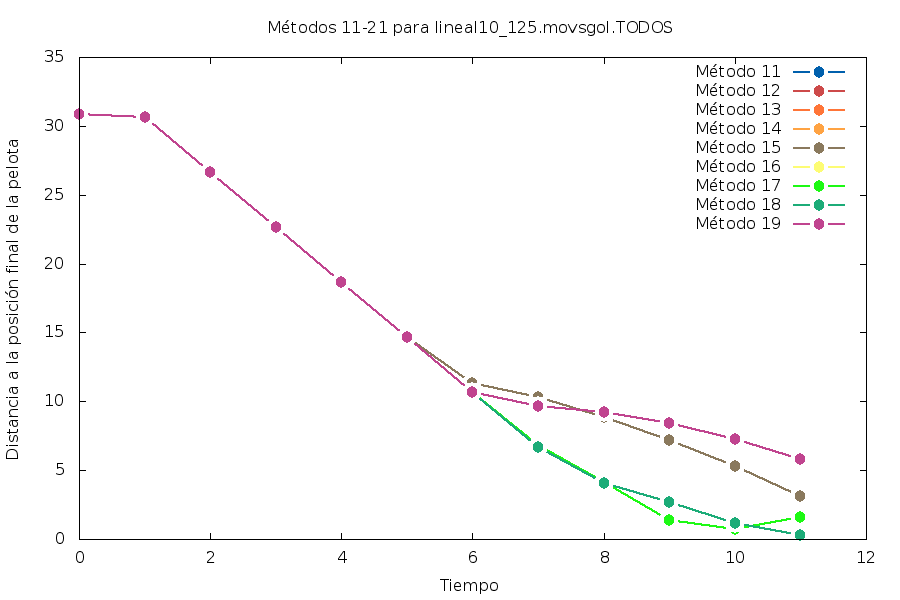 Métodos 11-21 para lineal10_125.movsgol.TODOS
35
30
25
20
15
10
5
0
0
2
4
6
8
10
12
Distancia a la posición final de la pelota
Tiempo
Método 11
Método 12
Método 13
Método 14
Método 15
Método 16
Método 17
Método 18
Método 19